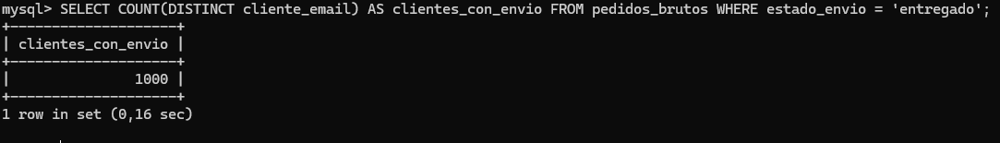 mysql> SELECT COUNT(DISTINCT cliente_email) AS clientes_con_envio FROM pedidos_brutos WHERE estado_envio = 'entregado';
+--------------------+
| clientes_con_envio |
+--------------------+
|               1000 |
+--------------------+
1 row in set (0,16 sec)